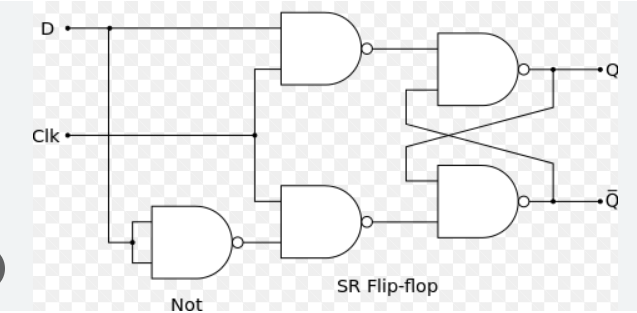 D
Q
Clk
Q̅
SR Flip-flop
Not